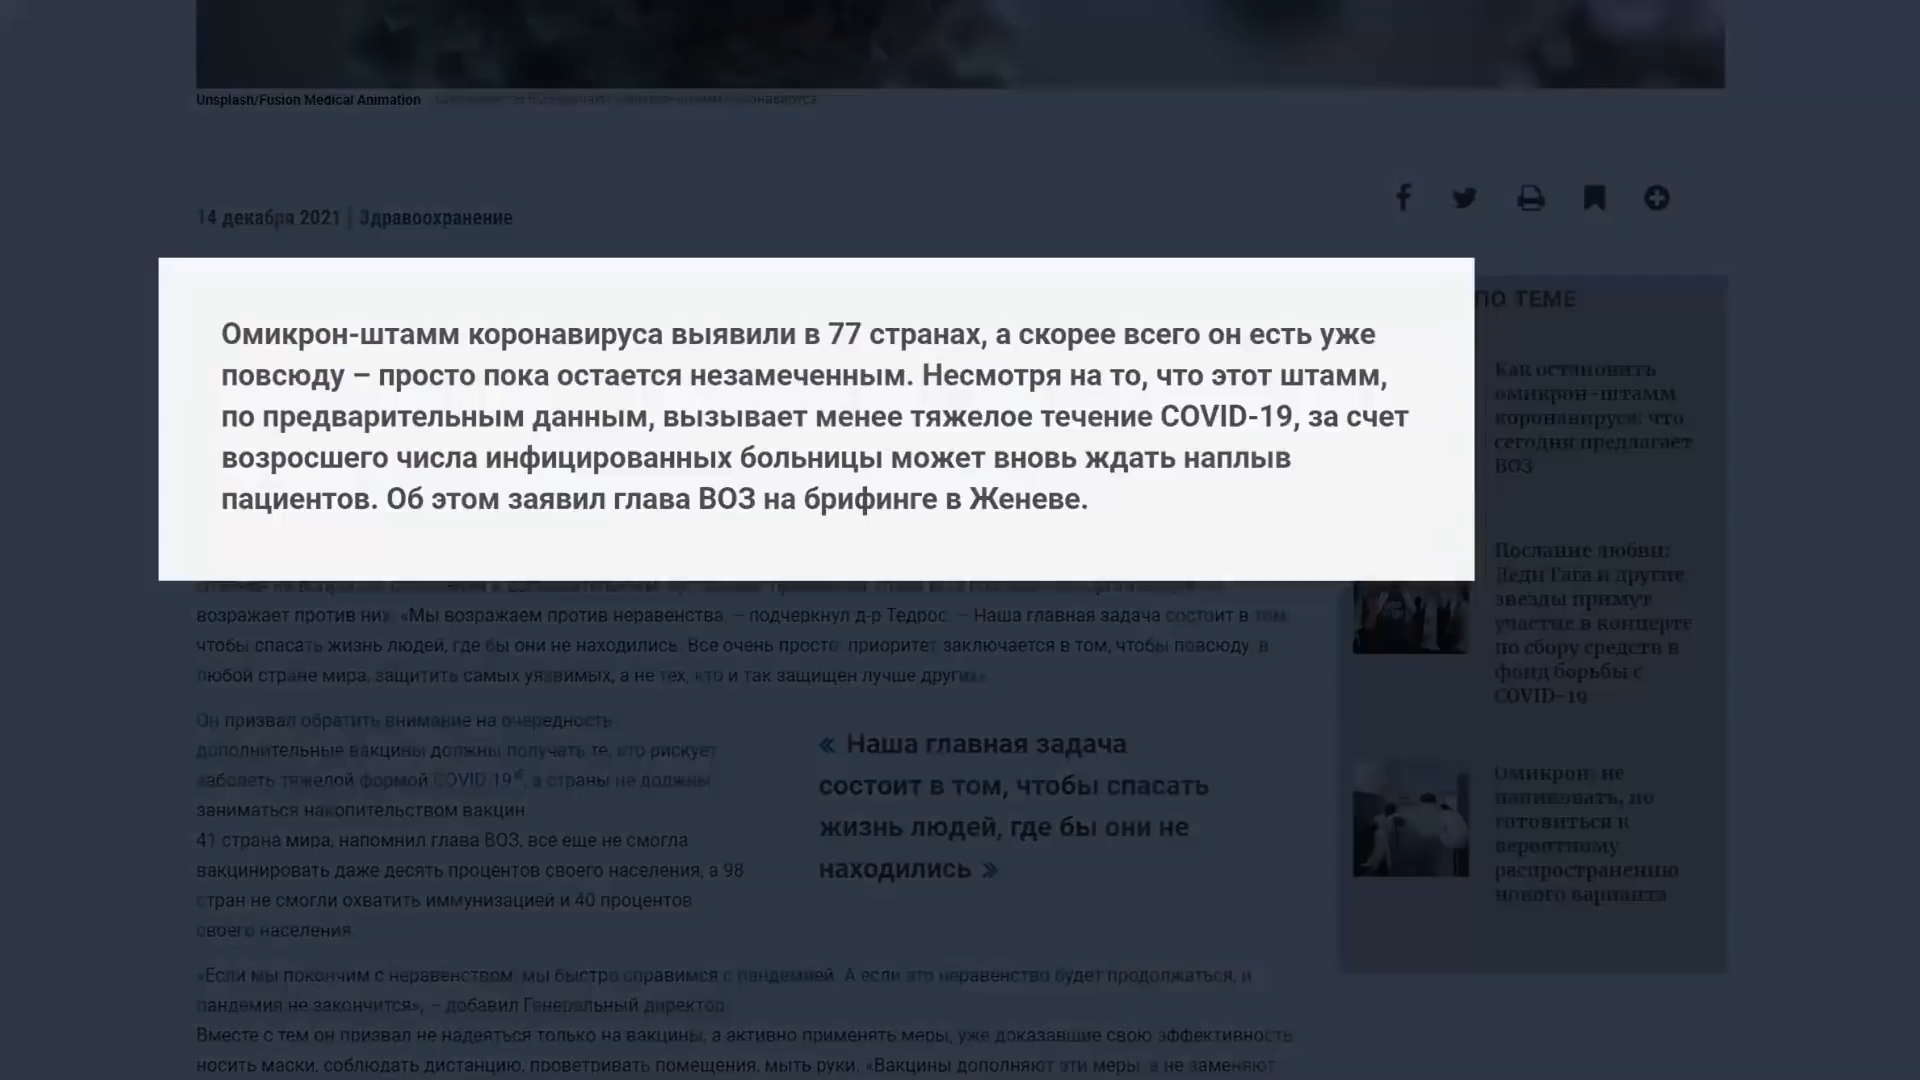 Unsplash/Fusion Medical Animation
14 декабря 2021 | Здравоохранение
Омикрон-штамм коронавируса выявили в 77 странах, а скорее всего он есть уже
повсюду – просто пока остается незамеченным. Несмотря на то, что этот штамм,
по предварительным данным, вызывает менее тяжелое течение COVID-19, за счет
возросшего числа инфицированных больницы может вновь ждать наплыв
пациентов. Об этом заявил глава ВОЗ на брифинге в Женеве.
возражает против них. «Мы возражаем против неравенства, – подчеркнул д-р Тедрос. – Наша главная задача состоит в том,
чтобы спасать жизнь людей, где бы они не находились. Все очень просто: приоритет заключается в том, чтобы повсюду, в
любой стране мира, защитить самых уязвимых, а не тех, кто и так защищен лучше других».
Он призвал обратить внимание на очередность:
дополнительные вакцины должны получать те, кто рискует
заболеть тяжелой формой COVID-19, а страны не должны
заниматься накопительством вакцин.
41 страна мира, напомнил глава ВОЗ, все еще не смогла
вакцинировать даже десять процентов своего населения, а 98
стран не смогли охватить иммунизацией и 40 процентов
своего населения.
« Наша главная задача
состоит в том, чтобы спасать
жизнь людей, где бы они не
находились »
«Если мы покончим с неравенством, мы быстро справимся с пандемией. А если это неравенство будет продолжаться, и
пандемия не закончится», – добавил Генеральный директор.
Вместе с тем он призвал не надеяться только на вакцины, а активно применять меры, уже доказавшие свою эффективность:
носить маски, соблюдать дистанцию, проветривать помещения, мыть руки. «Вакцины дополняют эти меры, а не заменяют
ПО ТЕМЕ
Как остановить
омикрон-штамм
коронавируса: что
сегодня предлагает
ВОЗ
Послание любви:
Леди Гага и другие
звезды примут
участие в концерте
по сбору средств в
фонд борьбы с
COVID-19
Омикрон: не
паниковать, но
готовиться к
вероятному
распространению
нового варианта